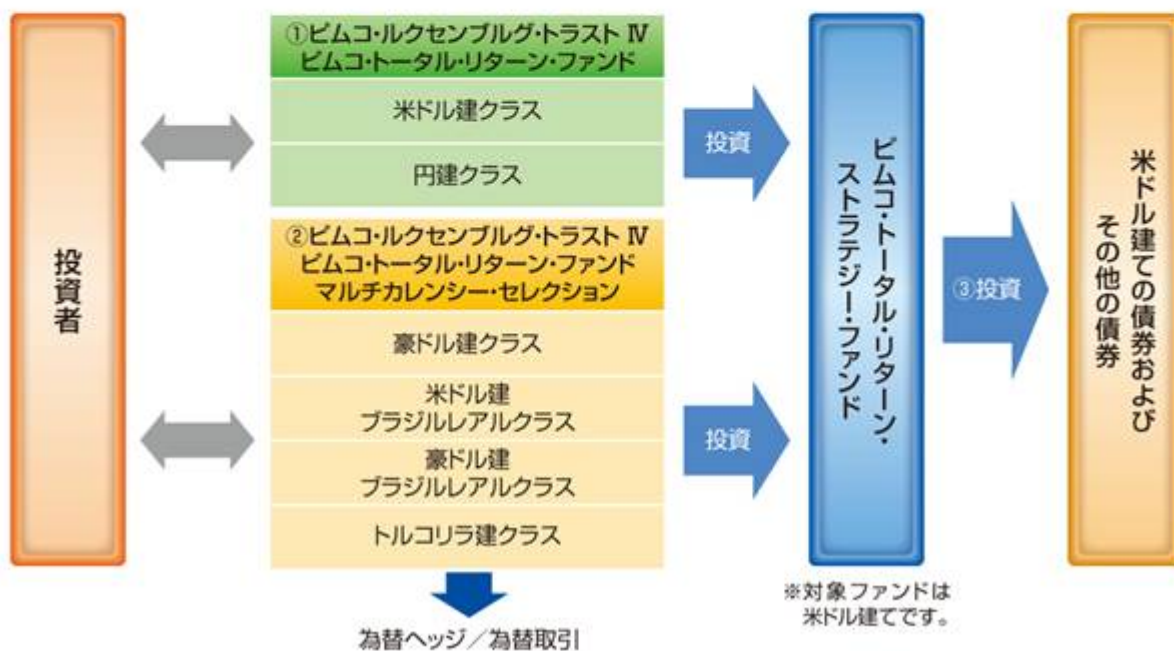 投資者
①ピムコ・ルクセンブルグ・トラスト Ⅳ
ピムコ・トータル・リターン・ファンド
米ドル建クラス
円建クラス
②ピムコ・ルクセンブルグ・トラスト Ⅳ
ピムコ・トータル・リターン・ファンド
マルチカレンシー・セレクション
豪ドル建クラス
米ドル建
ブラジルレアルクラス
豪ドル建
ブラジルレアルクラス
トルコリラ建クラス
為替ヘッジ／為替取引
投資
投資
ピムコ・トータル・リターン・
ストラテジー・ファンド
※対象ファンドは
米ドル建てです。
③投資
米ドル建ての債券および
その他の債券